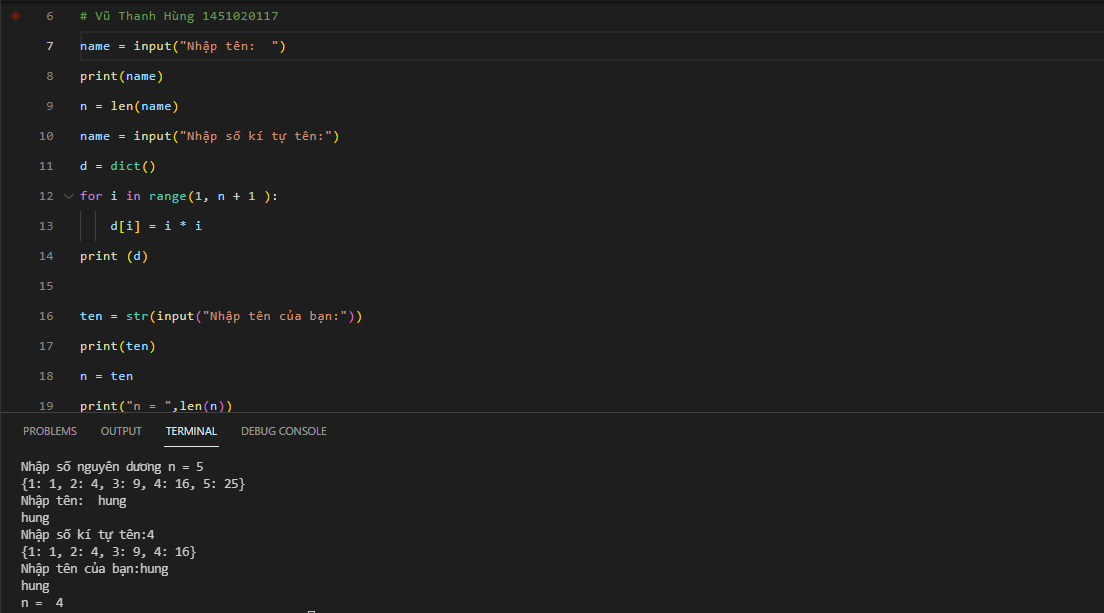 6 # Vũ Thanh Hùng 1451020117
7 name = input("Nhập tên:  ")
8 print(name)
9 n = len(name)
10 name = input("Nhập số kí tự tên:")
11 d = dict()
12 for i in range(1, n + 1 ):
13     d[i] = i * i
14 print (d)
15
16 ten = str(input("Nhập tên của bạn:"))
17 print(ten)
18 n = ten
19 print("n = ",len(n))
PROBLEMS OUTPUT TERMINAL DEBUG CONSOLE
Nhập số nguyên dương n = 5
{1: 1, 2: 4, 3: 9, 4: 16, 5: 25}
Nhập tên:  hung
hung
Nhập số kí tự tên:4
{1: 1, 2: 4, 3: 9, 4: 16}
Nhập tên của bạn:hung
hung
n =  4